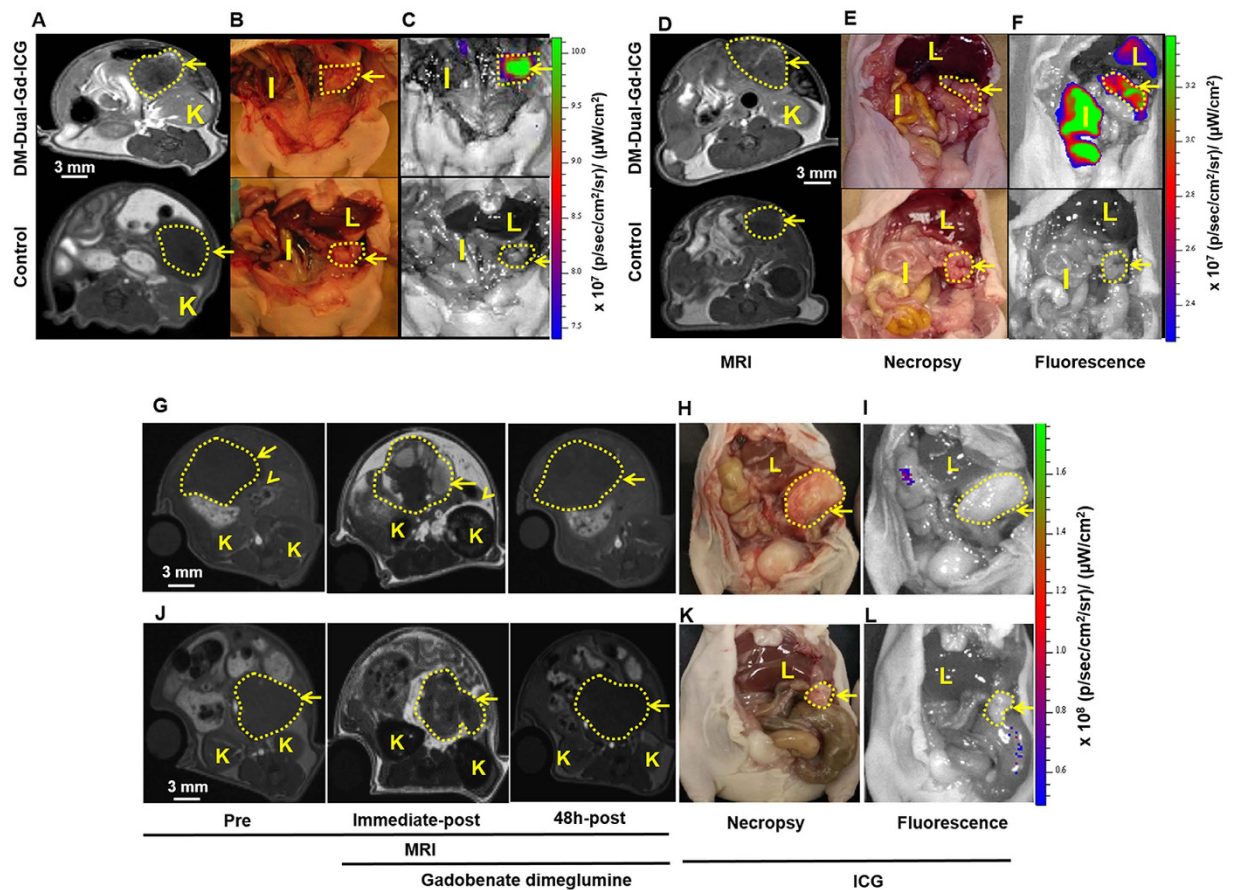 A B C
DM-Dual-Gd-ICG
I I
K
3 mm
10.1
9.5
9.0
8.5
8.0
7.5
x 10⁷ (p/sec/cm²/sr)/ (µW/cm²)
Control
L L
I I
K
D E F
DM-Dual-Gd-ICG
L L
I I
K
3 mm
3.2
3.0
2.8
2.6
2.4
x 10⁷ (p/sec/cm²/sr)/ (µW/cm²)
Control
L L
I I
MRI Necropsy Fluorescence
G H I
L L
K K K K
3 mm
1.6
1.4
1.2
1.0
0.8
0.6
x 10⁸ (p/sec/cm²/sr)/ (µW/cm²)
J K L
L L
K K K K K K
3 mm
Pre Immediate-post 48h-post Necropsy Fluorescence
MRI
Gadobenate dimeglumine ICG